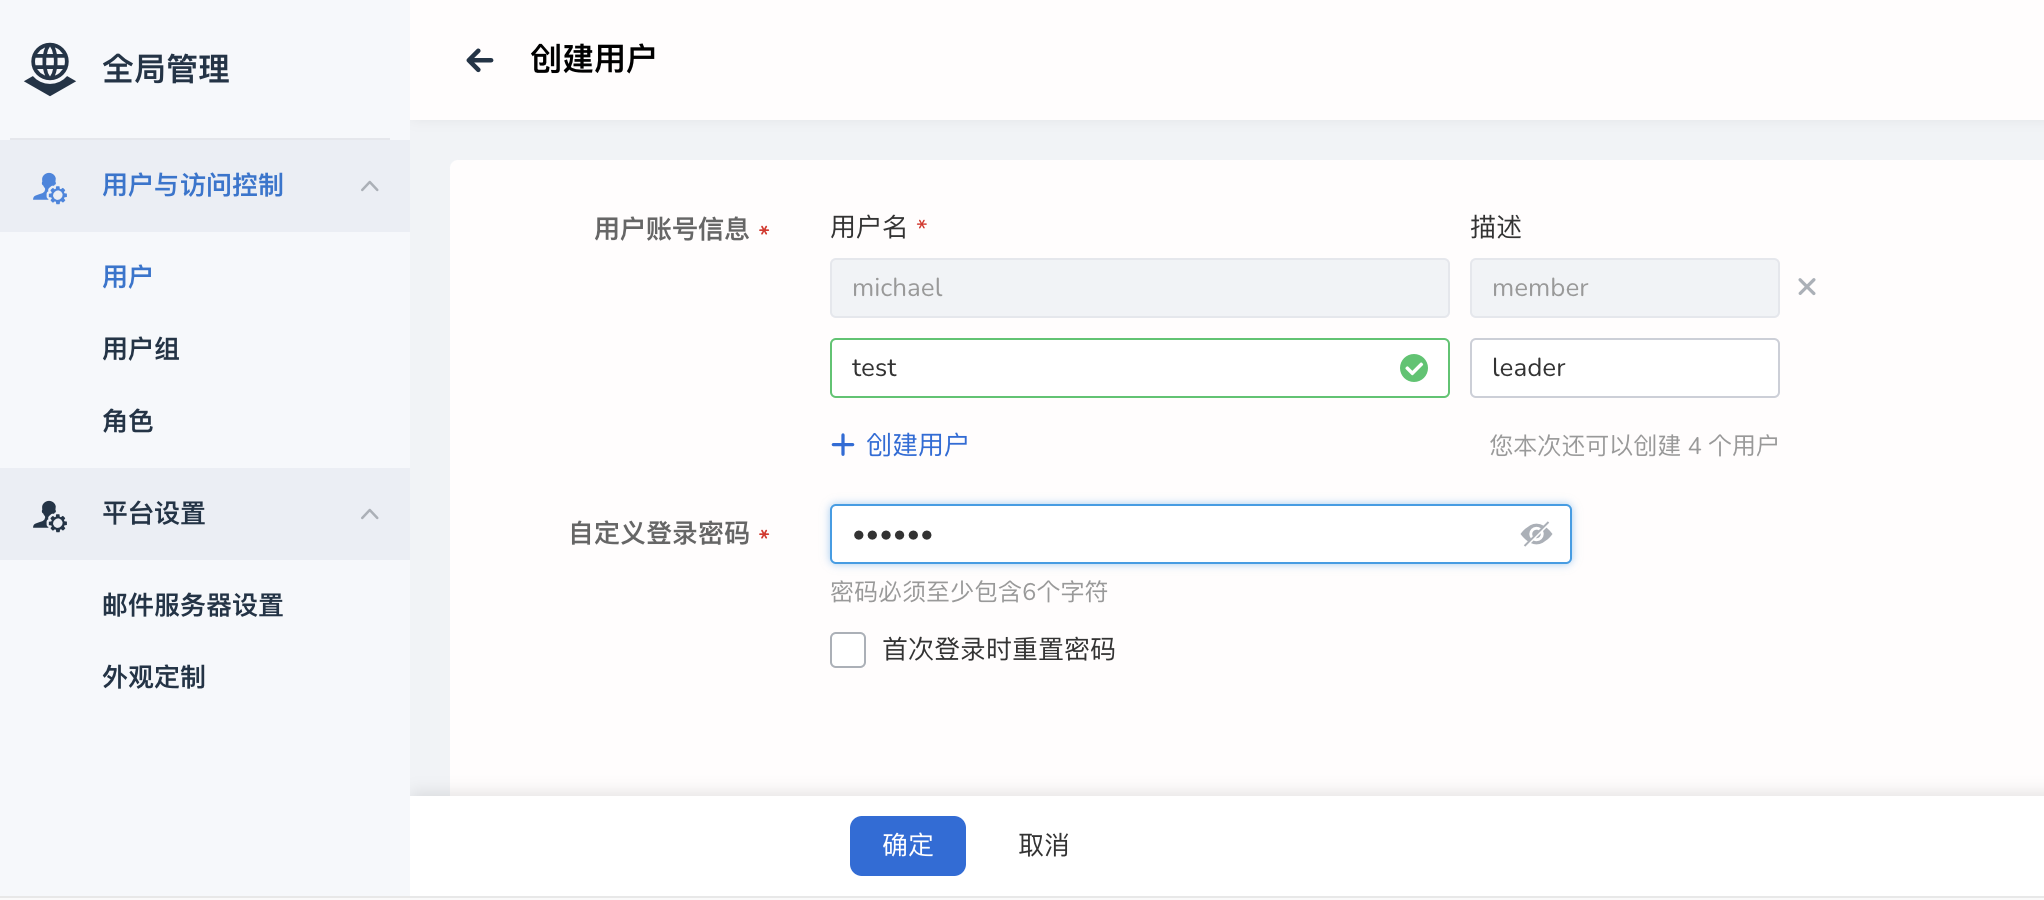 全局管理
用户与访问控制
用户
用户组
角色
平台设置
邮件服务器设置
外观定制
创建用户
用户账号信息 *
用户名 *
描述
michael
member
test
leader
创建用户
您本次还可以创建 4 个用户
自定义登录密码 *
••••••
密码必须至少包含6个字符
首次登录时重置密码
确定
取消